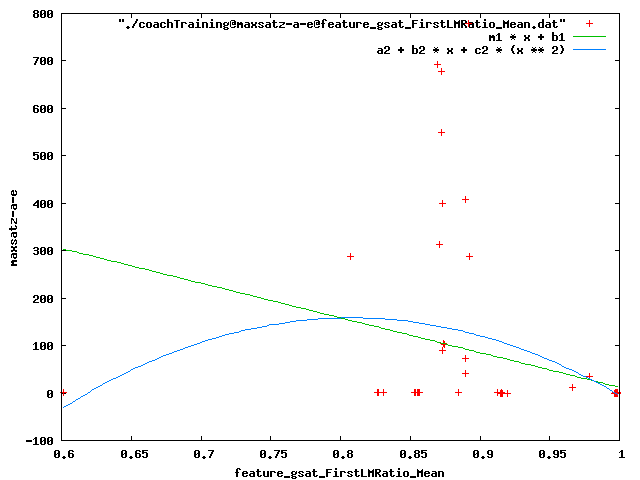 "./coachTraining@maxsatz-a-e@feature_gsat_FirstLMRatio_Mean.dat"
m1 * x + b1
a2 + b2 * x + c2 * (x ** 2)
800
700
600
500
400
300
200
100
0
-100
maxsatz-a-e
0.6 0.65 0.7 0.75 0.8 0.85 0.9 0.95 1
feature_gsat_FirstLMRatio_Mean